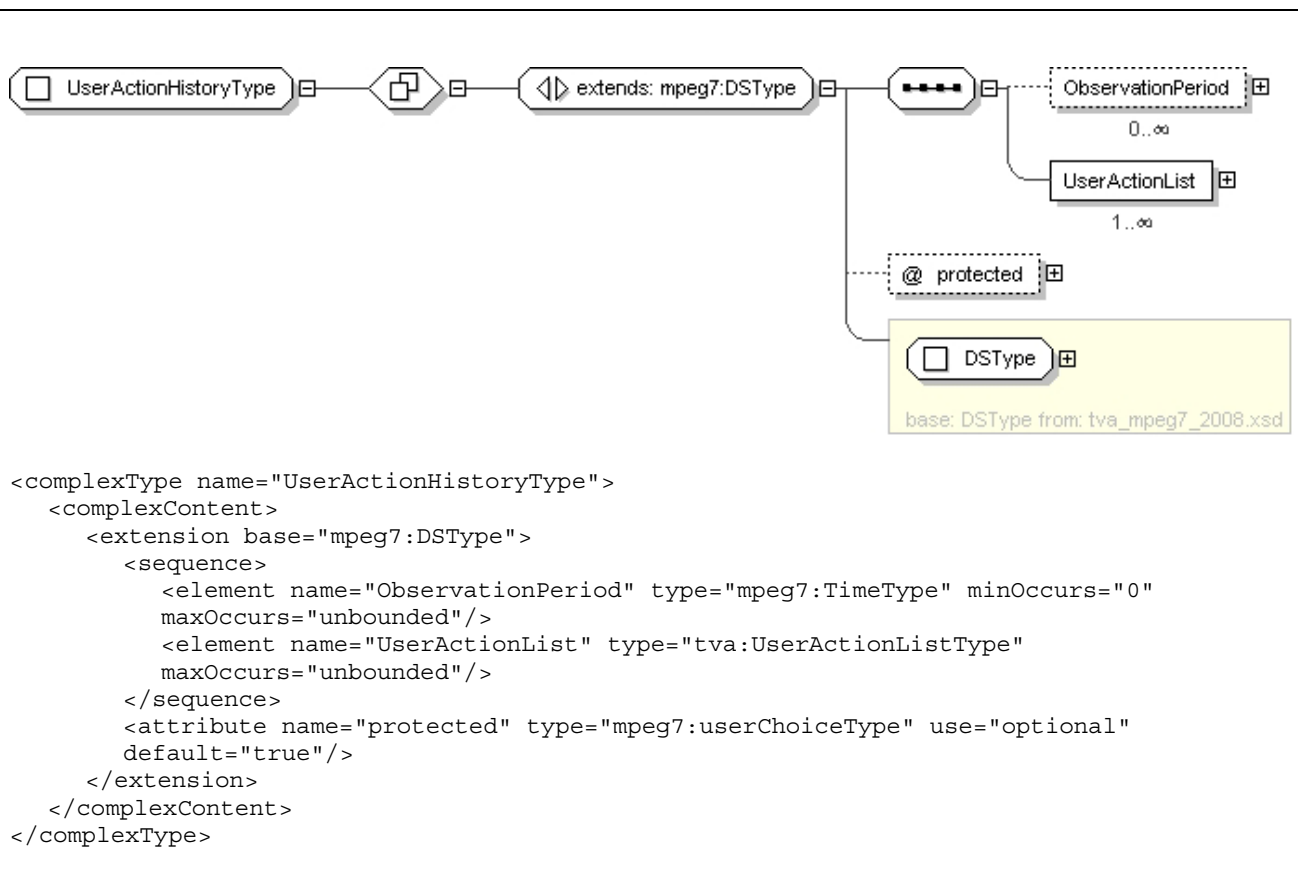 UserActionHistoryType
extends: mpeg7:DSType
ObservationPeriod
0..∞
UserActionList
1..∞
@ protected
DSType
base: DSType from: tva_mpeg7_2008.xsd
<complexType name="UserActionHistoryType">
<complexContent>
<extension base="mpeg7:DSType">
<sequence>
<element name="ObservationPeriod" type="mpeg7:TimeType" minOccurs="0"
maxOccurs="unbounded"/>
<element name="UserActionList" type="tva:UserActionListType"
maxOccurs="unbounded"/>
</sequence>
<attribute name="protected" type="mpeg7:userChoiceType" use="optional"
default="true"/>
</extension>
</complexContent>
</complexType>